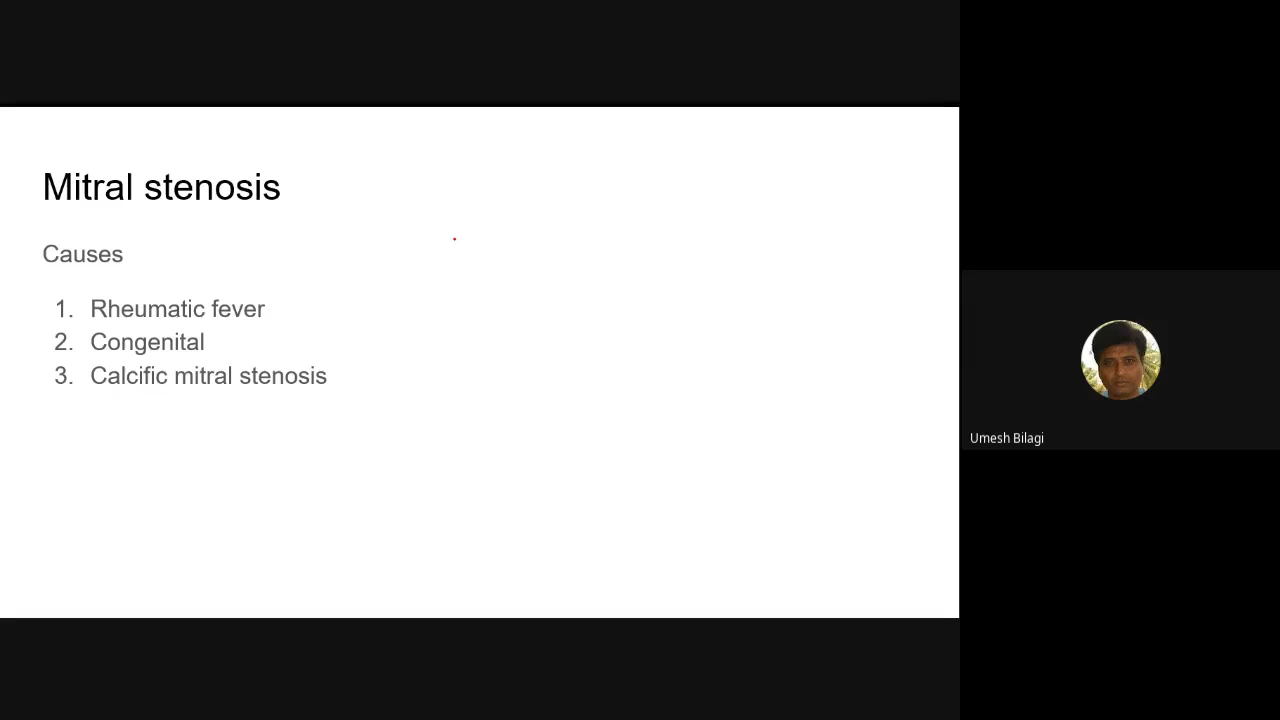 Mitral stenosis
Causes
1. Rheumatic fever
2. Congenital
3. Calcific mitral stenosis
Umesh Bilagi